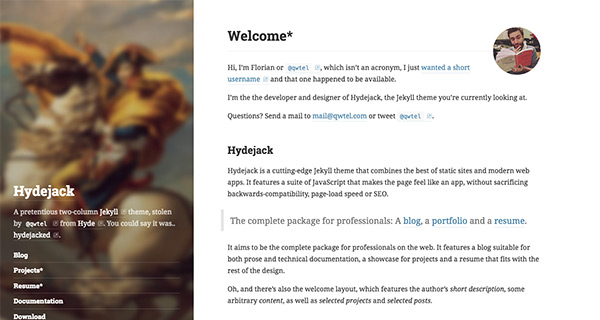 Welcome*
Hi, I'm Florian or @qwtel, which isn't an acronym, I just wanted a short
username and that one happened to be available.
I'm the the developer and designer of Hydejack, the Jekyll theme you're currently looking at.
Questions? Send a mail to mail@qwtel.com or tweet @qwtel.
Hydejack
Hydejack is a cutting-edge Jekyll theme that combines the best of static sites and modern web
apps. It features a suite of JavaScript that makes the page feel like an app, without sacrificing
backwards-compatibility, page-load speed or SEO.
The complete package for professionals: A blog, a portfolio and a resume.
It aims to be the complete package for professionals on the web. It features a blog suitable for
both prose and technical documentation, a showcase for projects and a resume that fits with the
rest of the design.
Oh, and there's also the welcome layout, which features the author's short description, some
arbitrary content, as well as selected projects and selected posts.
Hydejack
A pretentious two-column Jekyll theme, stolen
by @qwtel from Hyde. You could say it was..
hydejacked.
Blog
Projects*
Resume*
Documentation
Download